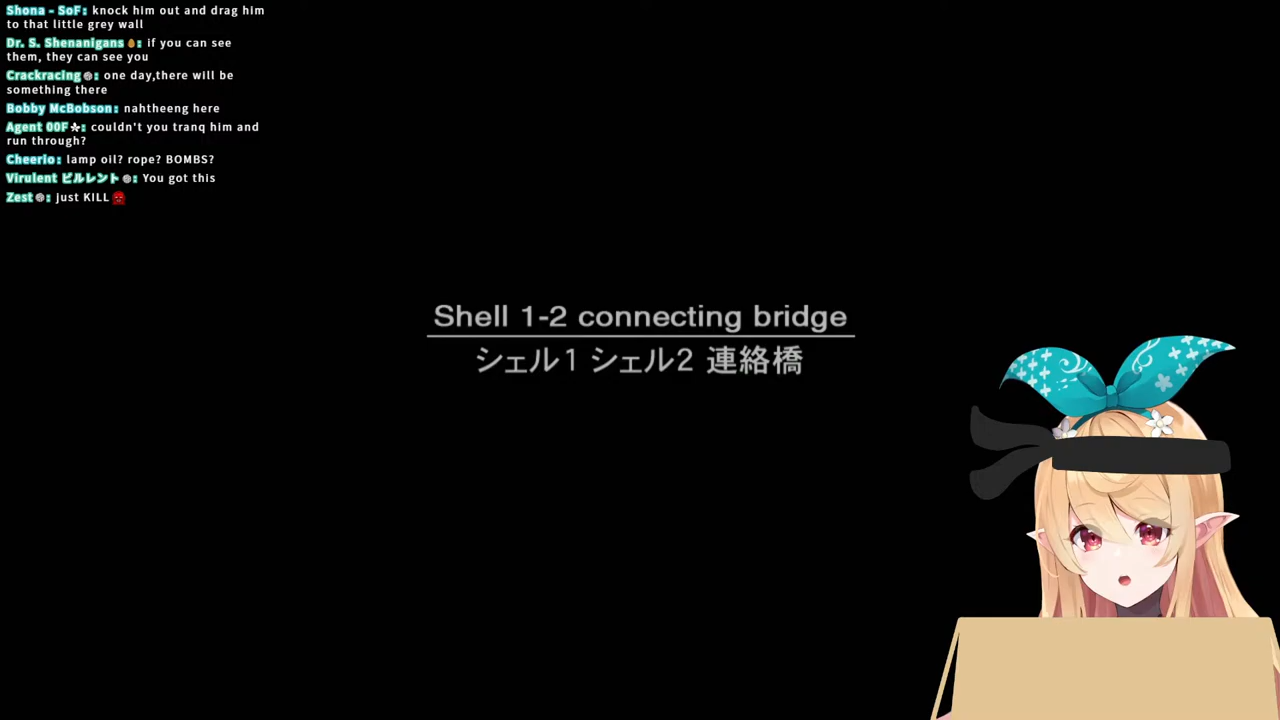 Shona - SoF: knock him out and drag him
to that little grey wall
Dr. S. Shenanigans: if you can see
them, they can see you
Crackracing: one day,there will be
something there
Bobby McBobson: nahtheeng here
Agent 00F: couldn't you tranq him and
run through?
Cheerio: lamp oil? rope? BOMBS?
Virulent ビルレント: You got this
Zest: just KILL
Shell 1-2 connecting bridge
シェル1 シェル2 連絡橋